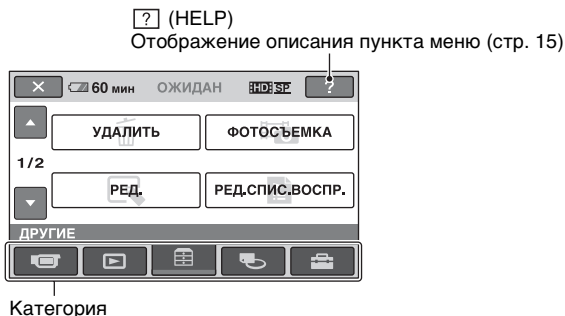 ? (HELP)
Отображение описания пункта меню (стр. 15)
60 мин ОЖИДАН HD SP ?
УДАЛИТЬ ФОТОСЪЕМКА
1/2
РЕД. РЕД.СПИС.ВОСПР.
ДРУГИЕ
Категория